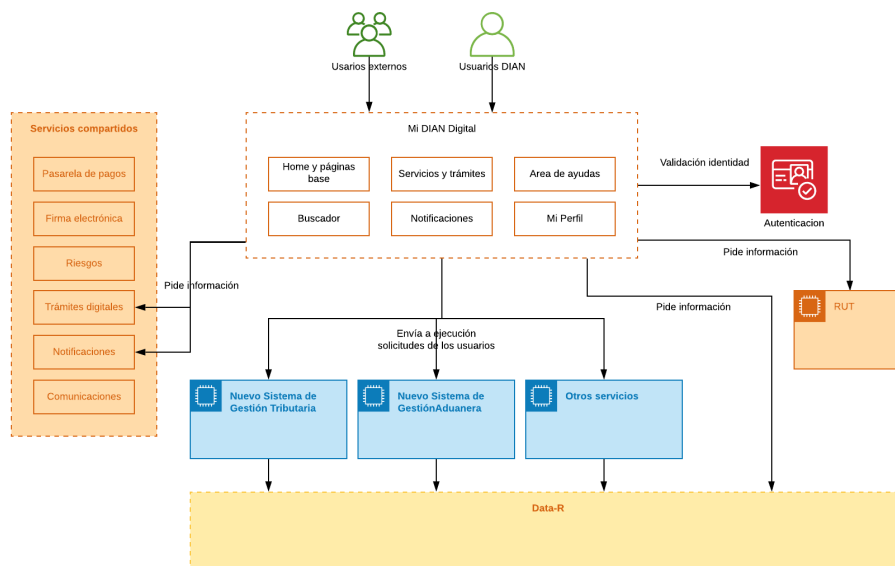 Usarios externos
Usuarios DIAN
Servicios compartidos
Pasarela de pagos
Firma electrónica
Riesgos
Trámites digitales
Notificaciones
Comunicaciones
Mi DIAN Digital
Home y páginas
base
Servicios y trámites
Area de ayudas
Buscador
Notificaciones
Mi Perfil
Validación identidad
Autenticacion
Pide información
RUT
Pide información
Pide información
Envía a ejecución
solicitudes de los usuarios
Nuevo Sistema de
Gestión Tributaria
Nuevo Sistema de
GestiónAduanera
Otros servicios
Data-R